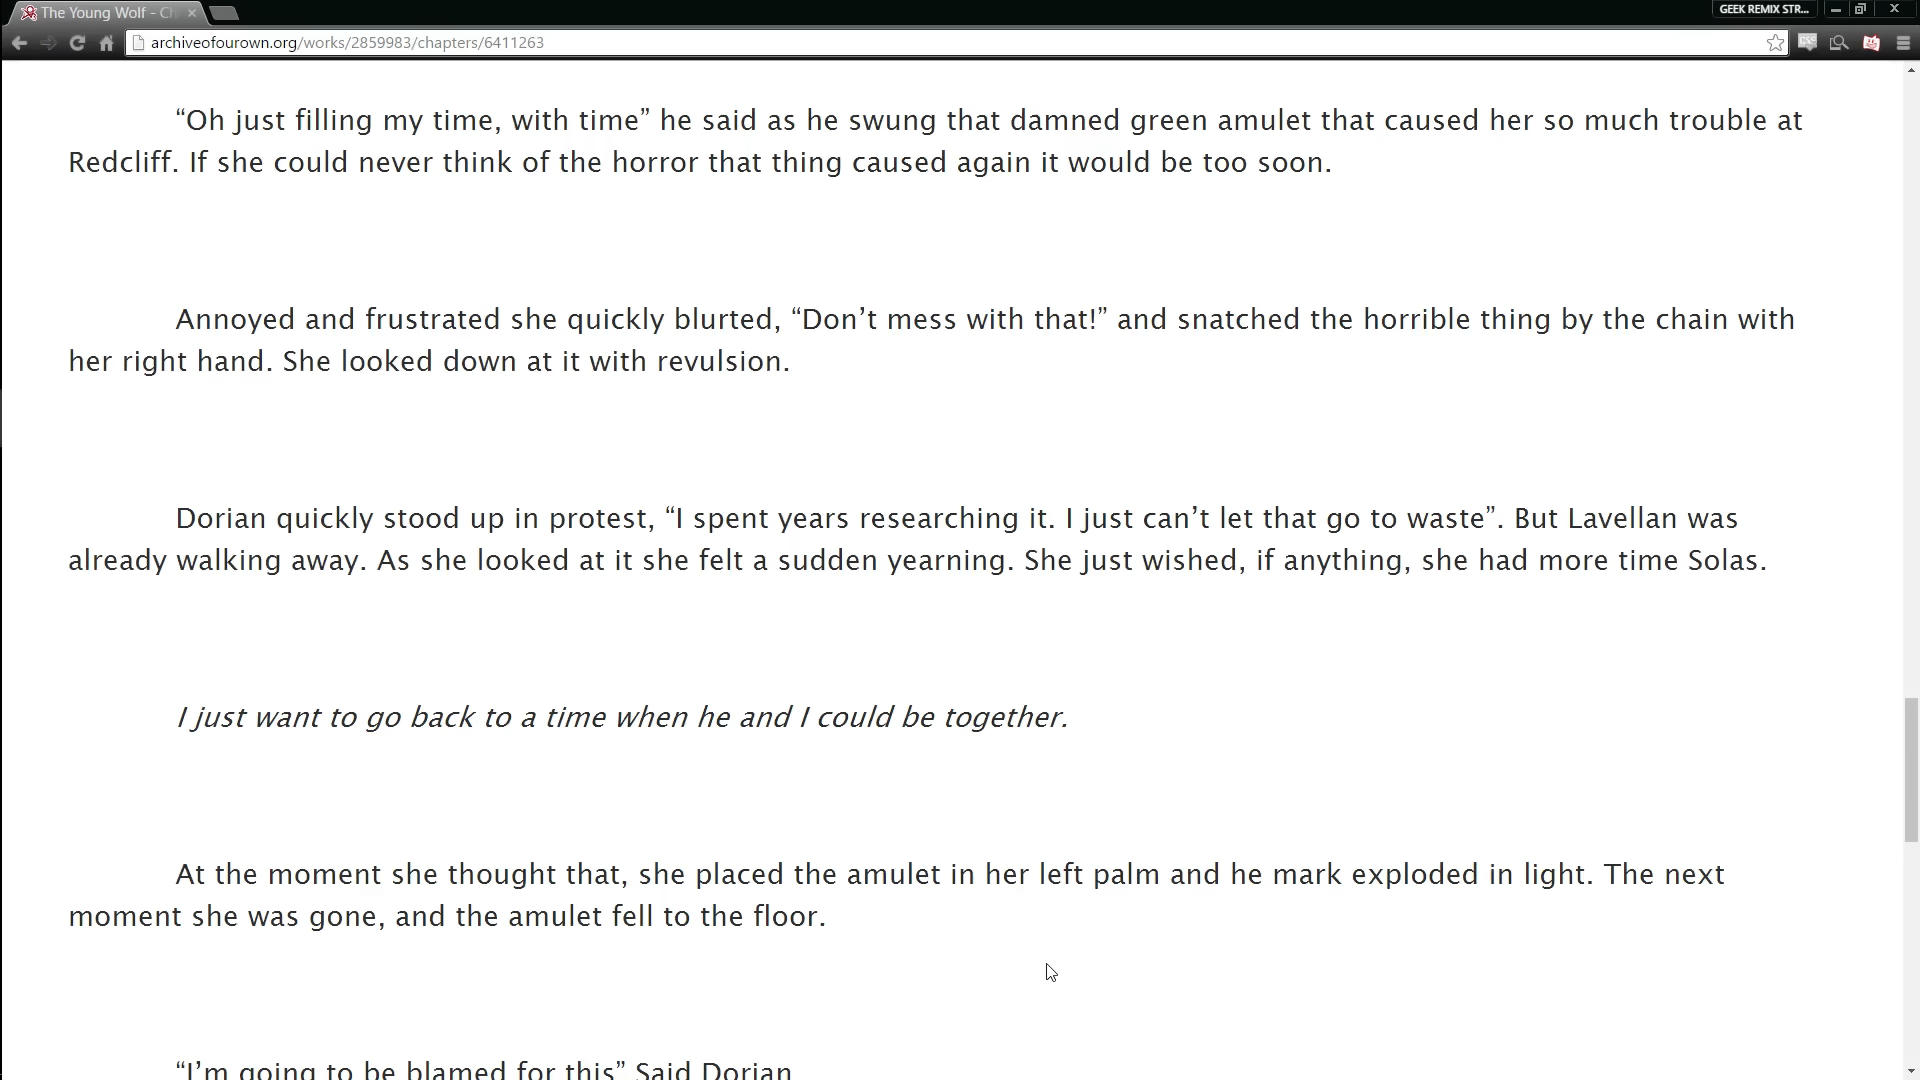 The Young Wolf - Ch
GEEK REMIX STR...
archiveofourown.org/works/2859983/chapters/6411263
“Oh just filling my time, with time” he said as he swung that damned green amulet that caused her so much trouble at
Redcliff. If she could never think of the horror that thing caused again it would be too soon.
Annoyed and frustrated she quickly blurted, “Don’t mess with that!” and snatched the horrible thing by the chain with
her right hand. She looked down at it with revulsion.
Dorian quickly stood up in protest, “I spent years researching it. I just can’t let that go to waste”. But Lavellan was
already walking away. As she looked at it she felt a sudden yearning. She just wished, if anything, she had more time Solas.
I just want to go back to a time when he and I could be together.
At the moment she thought that, she placed the amulet in her left palm and he mark exploded in light. The next
moment she was gone, and the amulet fell to the floor.
“I’m going to be blamed for this” Said Dorian